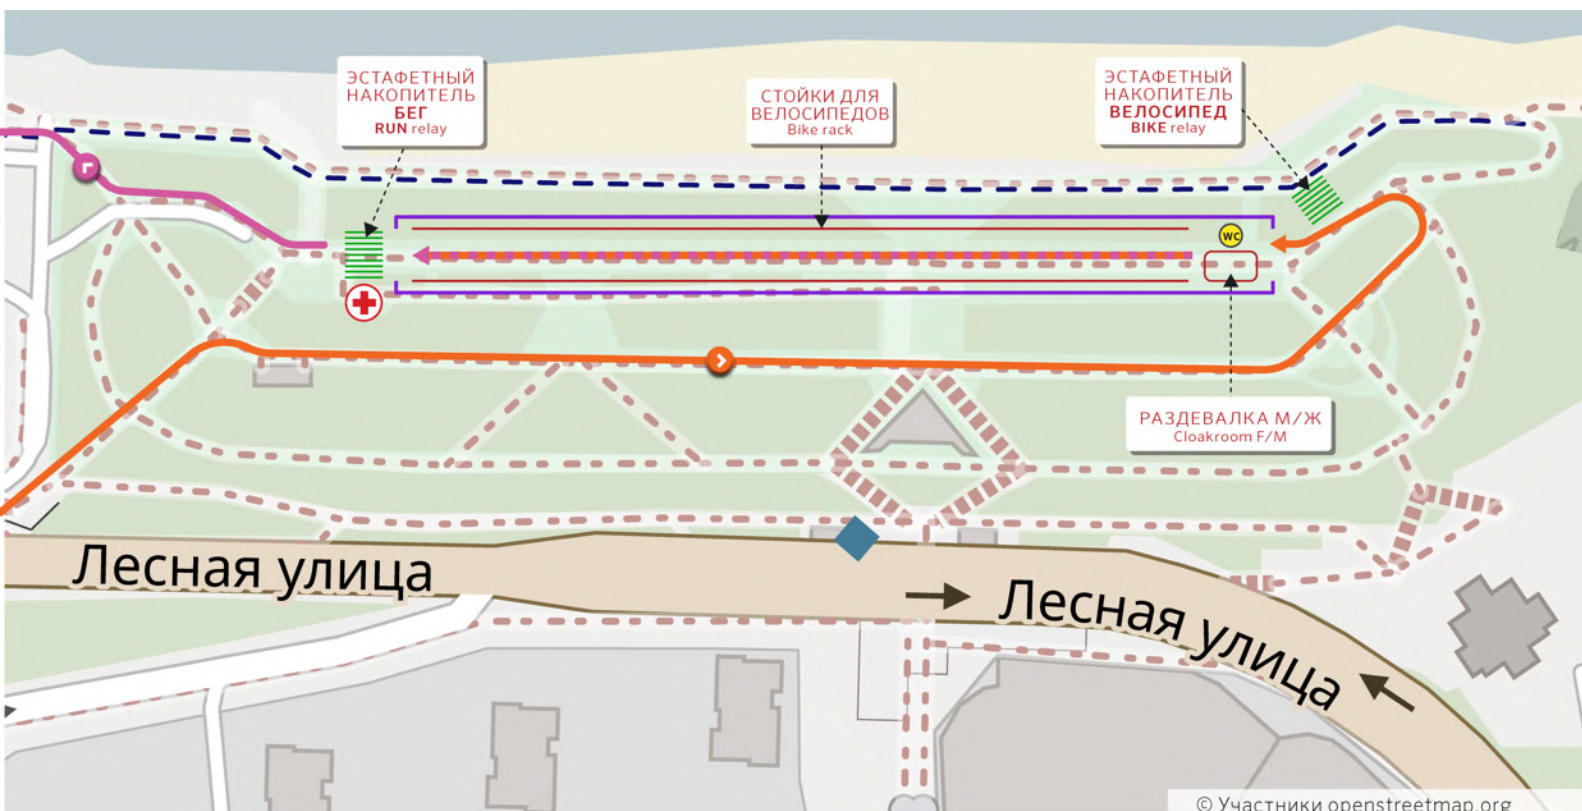 ЭСТАФЕТНЫЙ
НАКОПИТЕЛЬ
БЕГ
RUN relay
СТОЙКИ ДЛЯ
ВЕЛОСИПЕДОВ
Bike rack
ЭСТАФЕТНЫЙ
НАКОПИТЕЛЬ
ВЕЛОСИПЕД
BIKE relay
WC
РАЗДЕВАЛКА М/Ж
Cloakroom F/M
Лесная улица
Лесная улица
© Участники openstreetmap.org